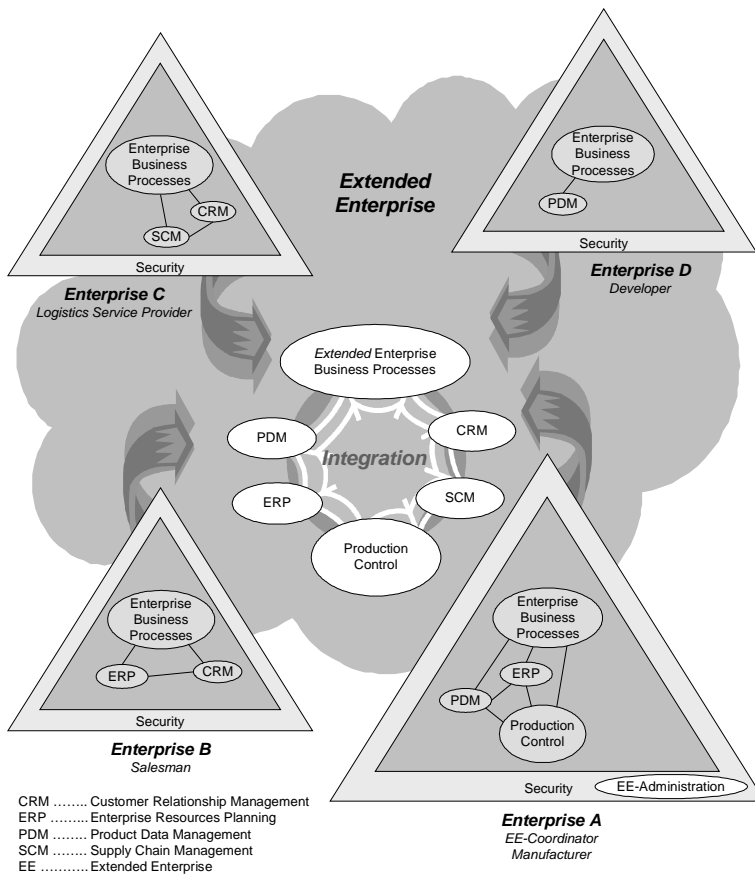 Enterprise
Business
Processes
CRM
SCM
Security
Enterprise C
Logistics Service Provider
Extended
Enterprise
Enterprise
Business
Processes
PDM
Security
Enterprise D
Developer
Extended Enterprise
Business Processes
PDM
CRM
Integration
ERP
SCM
Production
Control
Enterprise
Business
Processes
ERP
CRM
Security
Enterprise B
Salesman
Enterprise
Business
Processes
ERP
PDM
Production
Control
Security
EE-Administration
Enterprise A
EE-Coordinator
Manufacturer
CRM …….. Customer Relationship Management
ERP ……... Enterprise Resources Planning
PDM …….. Product Data Management
SCM …….. Supply Chain Management
EE ……….. Extended Enterprise